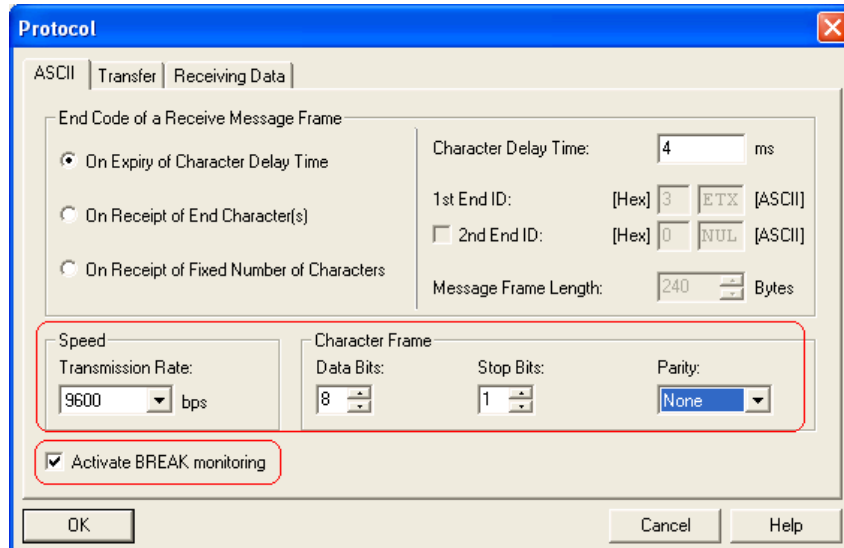 Protocol
ASCII Transfer Receiving Data
End Code of a Receive Message Frame
On Expiry of Character Delay Time
On Receipt of End Character(s)
On Receipt of Fixed Number of Characters
Character Delay Time: 4 ms
1st End ID: [Hex] 3 ETX [ASCII]
2nd End ID: [Hex] 0 NUL [ASCII]
Message Frame Length: 240 Bytes
Speed
Transmission Rate:
9600 bps
Character Frame
Data Bits: Stop Bits: Parity:
8 1 None
Activate BREAK monitoring
OK Cancel Help